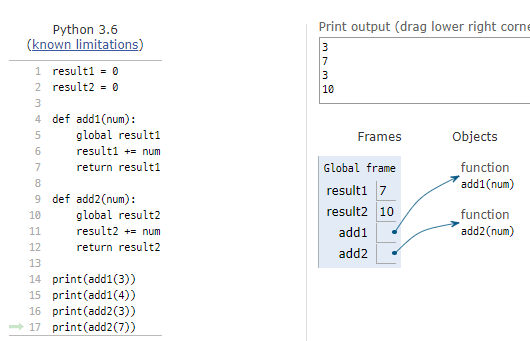 Python 3.6
(known limitations)
1 result1 = 0
2 result2 = 0
3
4 def add1(num):
5     global result1
6     result1 += num
7     return result1
8
9 def add2(num):
10     global result2
11     result2 += num
12     return result2
13
14 print(add1(3))
15 print(add1(4))
16 print(add2(3))
17 print(add2(7))
Print output (drag lower right corne
3
7
3
10
Frames Objects
Global frame
result1 7
result2 10
add1
add2
function
add1(num)
function
add2(num)